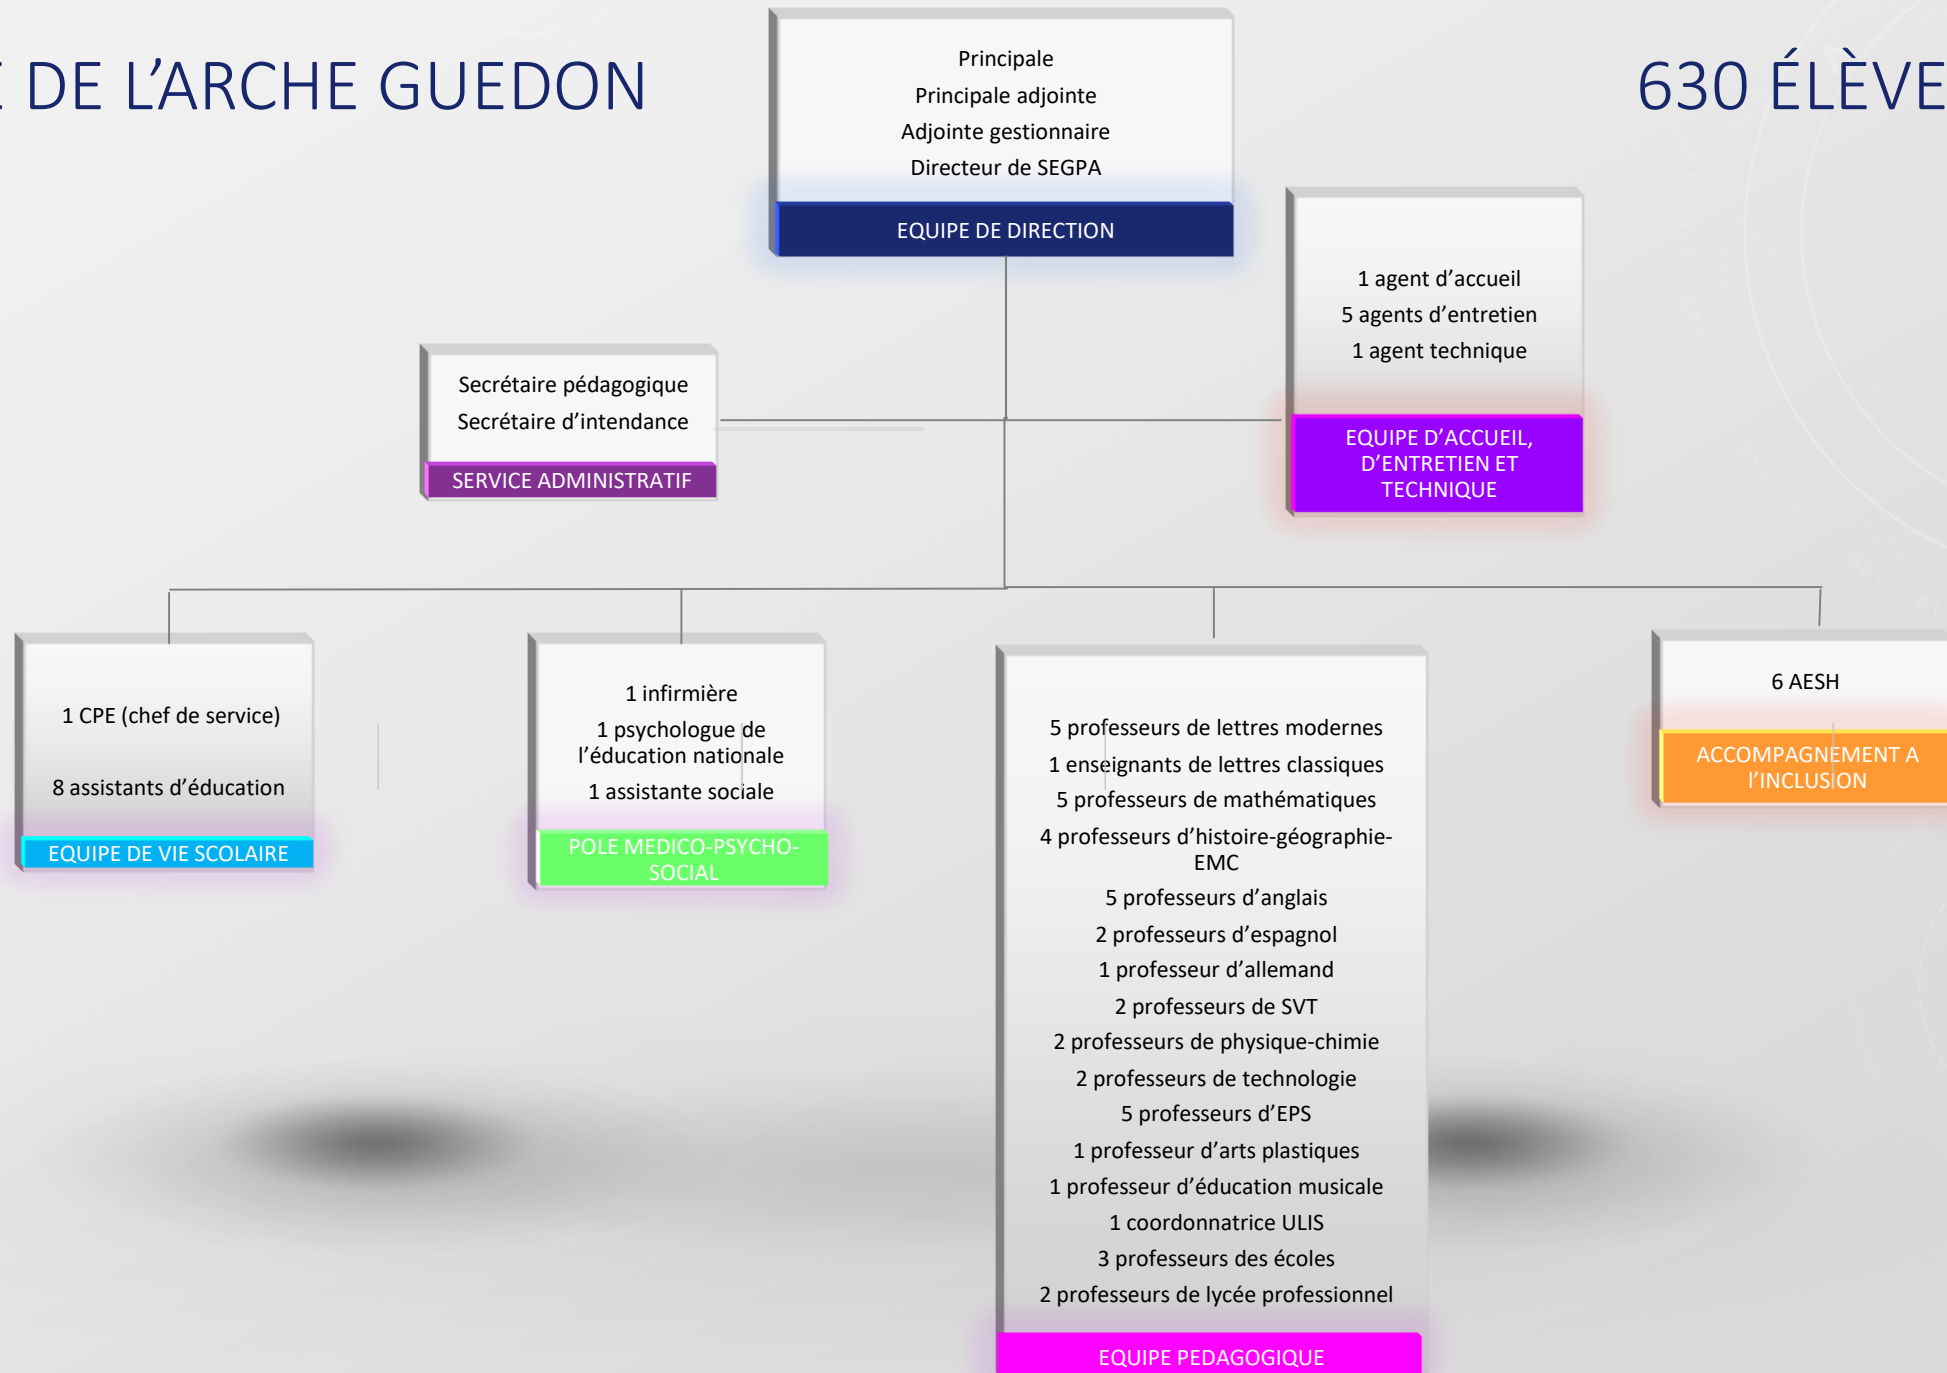 E DE L’ARCHE GUEDON
630 ÉLÈVE
Principale
Principale adjointe
Adjointe gestionnaire
Directeur de SEGPA
EQUIPE DE DIRECTION
1 agent d’accueil
5 agents d’entretien
1 agent technique
EQUIPE D’ACCUEIL,
D’ENTRETIEN ET
TECHNIQUE
Secrétaire pédagogique
Secrétaire d’intendance
SERVICE ADMINISTRATIF
1 CPE (chef de service)
8 assistants d’éducation
EQUIPE DE VIE SCOLAIRE
1 infirmière
1 psychologue de
l’éducation nationale
1 assistante sociale
POLE MEDICO-PSYCHO-
SOCIAL
5 professeurs de lettres modernes
1 enseignants de lettres classiques
5 professeurs de mathématiques
4 professeurs d’histoire-géographie-
EMC
5 professeurs d’anglais
2 professeurs d’espagnol
1 professeur d’allemand
2 professeurs de SVT
2 professeurs de physique-chimie
2 professeurs de technologie
5 professeurs d’EPS
1 professeur d’arts plastiques
1 professeur d’éducation musicale
1 coordonnatrice ULIS
3 professeurs des écoles
2 professeurs de lycée professionnel
EQUIPE PEDAGOGIQUE
6 AESH
ACCOMPAGNEMENT A
l’INCLUSION